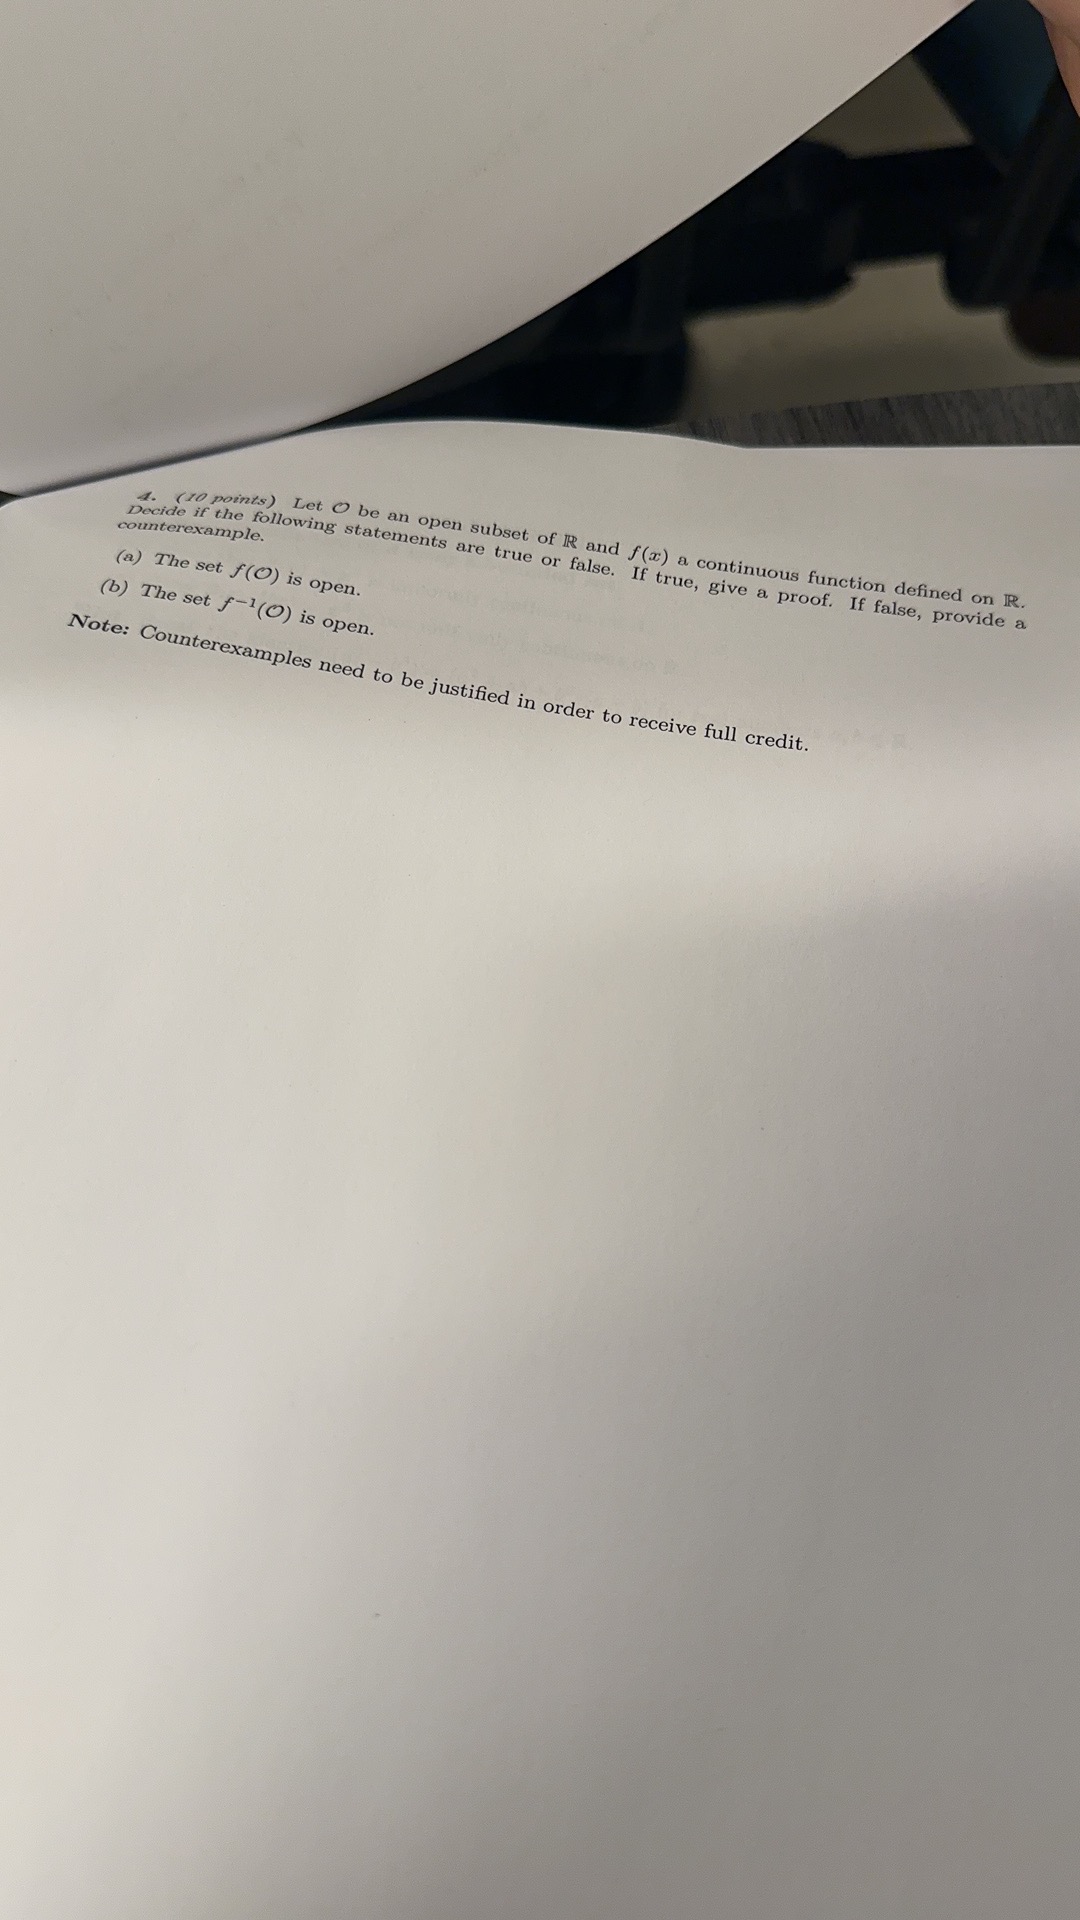 4. (10 points) Let 𝒪 be an open subset of ℝ and f(x) a continuous function defined on ℝ.
Decide if the following statements are true or false. If true, give a proof. If false, provide a
counterexample.
(a) The set f(𝒪) is open.
(b) The set f⁻¹(𝒪) is open.
Note: Counterexamples need to be justified in order to receive full credit.